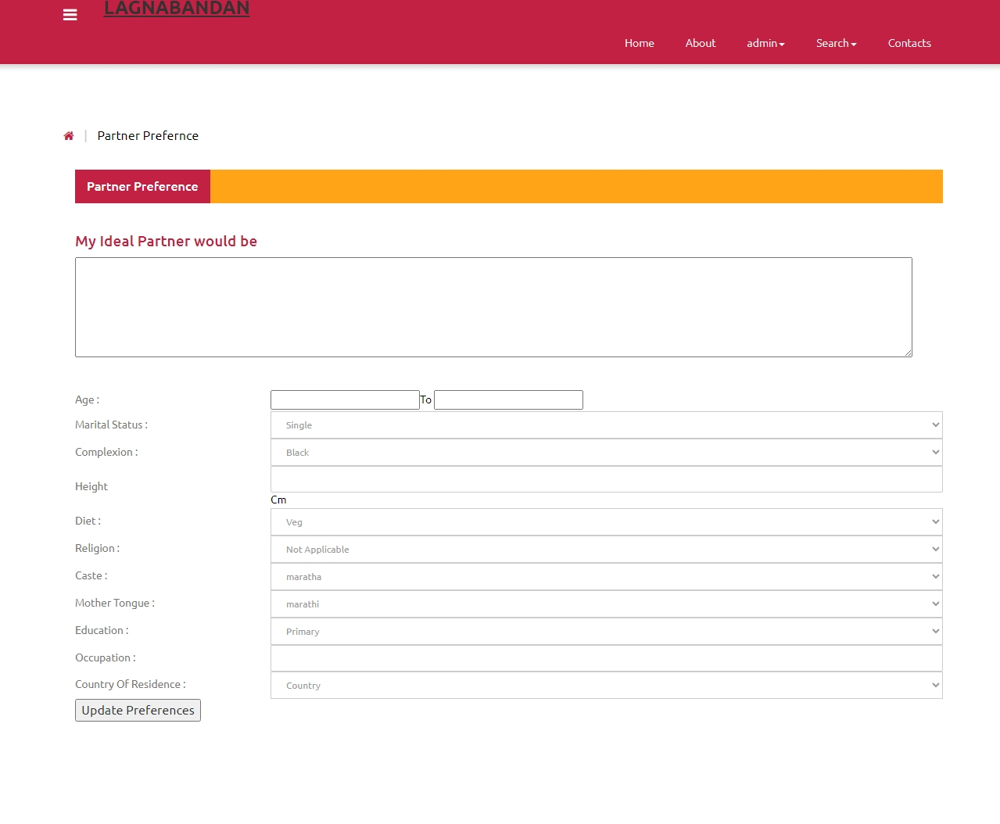 LAGNABANDAN
Home About admin Search Contacts
| Partner Prefernce
Partner Preference
My Ideal Partner would be
Age : To
Marital Status : Single
Complexion : Black
Height
Cm
Diet : Veg
Religion : Not Applicable
Caste : maratha
Mother Tongue : marathi
Education : Primary
Occupation :
Country Of Residence : Country
Update Preferences